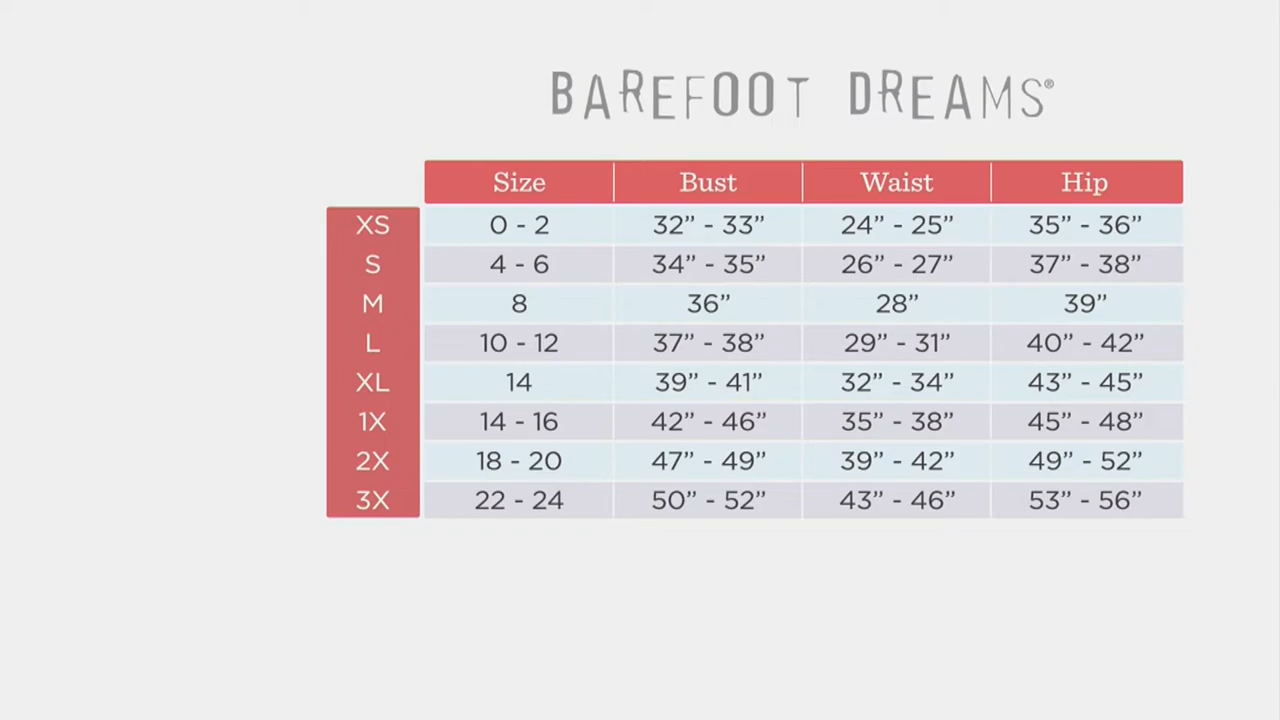 BAREFOOT DREAMS®
Size Bust Waist Hip
XS 0 - 2 32” - 33” 24” - 25” 35” - 36”
S 4 - 6 34” - 35” 26” - 27” 37” - 38”
M 8 36” 28” 39”
L 10 - 12 37” - 38” 29” - 31” 40” - 42”
XL 14 39” - 41” 32” - 34” 43” - 45”
1X 14 - 16 42” - 46” 35” - 38” 45” - 48”
2X 18 - 20 47” - 49” 39” - 42” 49” - 52”
3X 22 - 24 50” - 52” 43” - 46” 53” - 56”